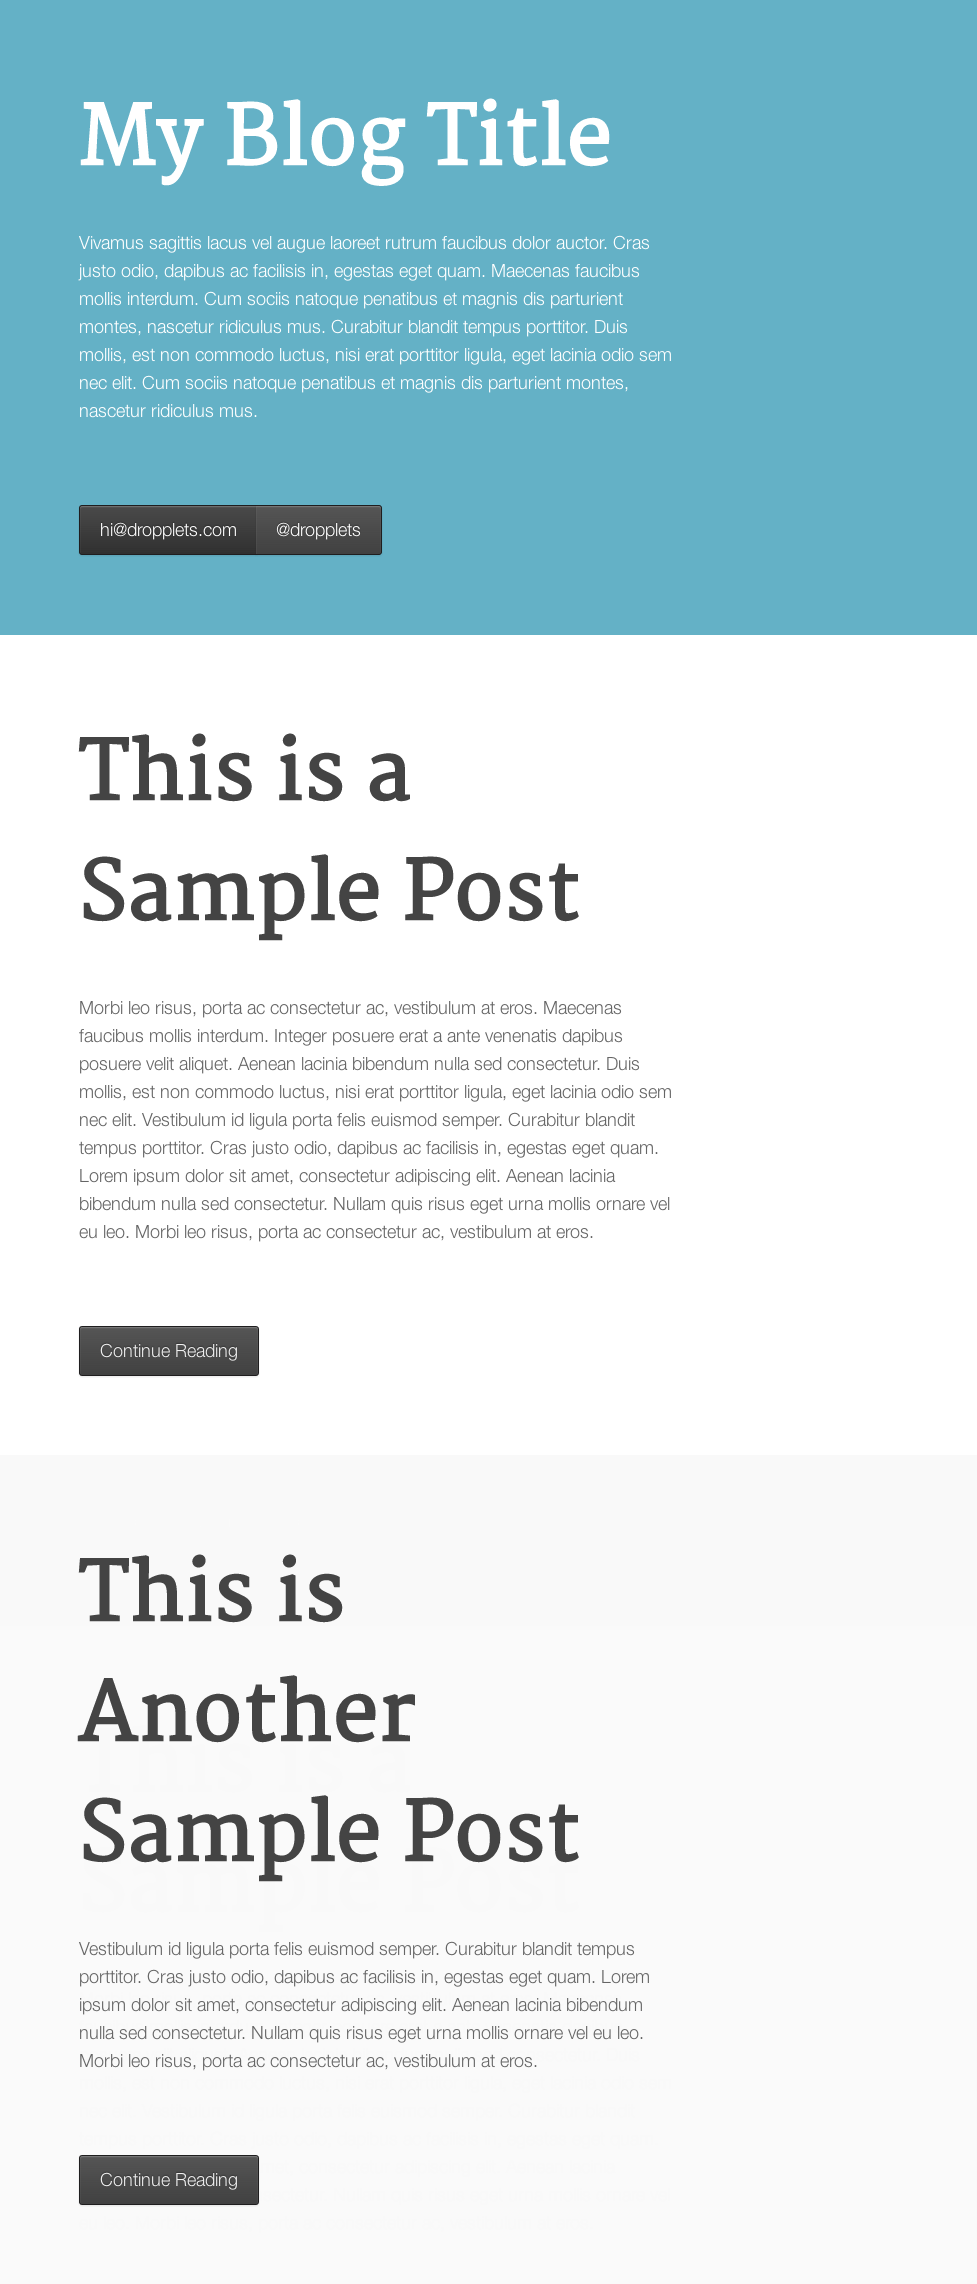 My Blog Title
Vivamus sagittis lacus vel augue laoreet rutrum faucibus dolor auctor. Cras
justo odio, dapibus ac facilisis in, egestas eget quam. Maecenas faucibus
mollis interdum. Cum sociis natoque penatibus et magnis dis parturient
montes, nascetur ridiculus mus. Curabitur blandit tempus porttitor. Duis
mollis, est non commodo luctus, nisi erat porttitor ligula, eget lacinia odio sem
nec elit. Cum sociis natoque penatibus et magnis dis parturient montes,
nascetur ridiculus mus.
hi@dropplets.com @dropplets
This is a
Sample Post
Morbi leo risus, porta ac consectetur ac, vestibulum at eros. Maecenas
faucibus mollis interdum. Integer posuere erat a ante venenatis dapibus
posuere velit aliquet. Aenean lacinia bibendum nulla sed consectetur. Duis
mollis, est non commodo luctus, nisi erat porttitor ligula, eget lacinia odio sem
nec elit. Vestibulum id ligula porta felis euismod semper. Curabitur blandit
tempus porttitor. Cras justo odio, dapibus ac facilisis in, egestas eget quam.
Lorem ipsum dolor sit amet, consectetur adipiscing elit. Aenean lacinia
bibendum nulla sed consectetur. Nullam quis risus eget urna mollis ornare vel
eu leo. Morbi leo risus, porta ac consectetur ac, vestibulum at eros.
Continue Reading
This is
Another
Sample Post
Vestibulum id ligula porta felis euismod semper. Curabitur blandit tempus
porttitor. Cras justo odio, dapibus ac facilisis in, egestas eget quam. Lorem
ipsum dolor sit amet, consectetur adipiscing elit. Aenean lacinia bibendum
nulla sed consectetur. Nullam quis risus eget urna mollis ornare vel eu leo.
Morbi leo risus, porta ac consectetur ac, vestibulum at eros.
Continue Reading